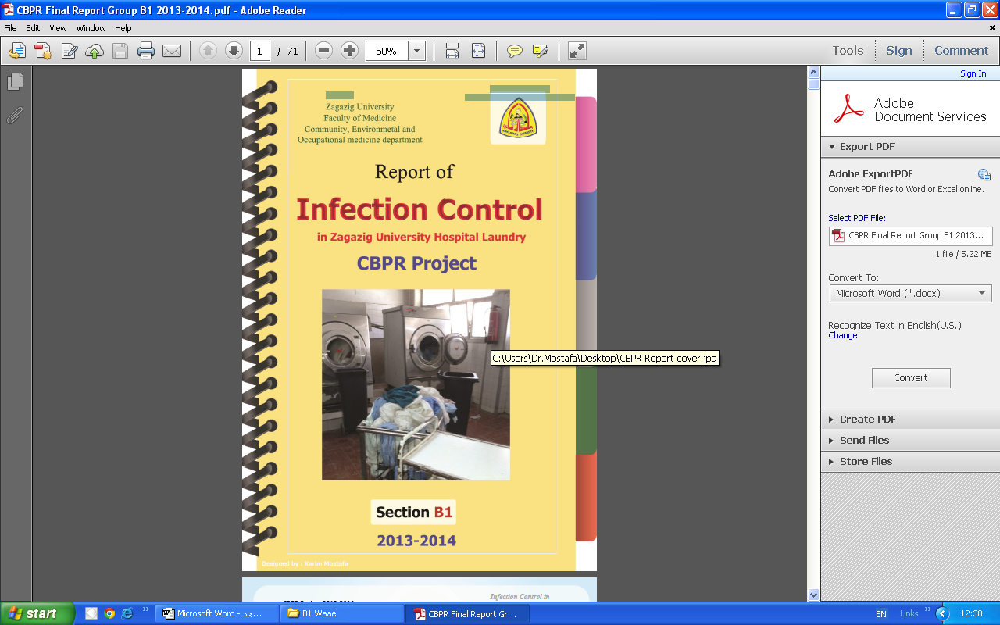 CBPR Final Report Group B1 2013-2014.pdf - Adobe Reader
File Edit View Window Help
1 / 71 50% Tools Sign Comment
Sign In
Zagazig University
Faculty of Medicine
Community, Environmetal and
Occupational medicine department
Report of
Infection Control
in Zagazig University Hospital Laundry
CBPR Project
C:\Users\Dr.Mostafa\Desktop\CBPR Report cover.jpg
Section B1
2013-2014
Designed by : Karim Mostafa
Infection Control in
Adobe
Document Services
Export PDF
Adobe ExportPDF
Convert PDF files to Word or Excel online.
Select PDF File:
CBPR Final Report Group B1 2013...
1 file / 5.22 MB
Convert To:
Microsoft Word (*.docx)
Recognize Text in English(U.S.)
Change
Convert
Create PDF
Send Files
Store Files
start
Microsoft Word - جد...
B1 Waael
CBPR Final Report Gr...
EN Links 12:38